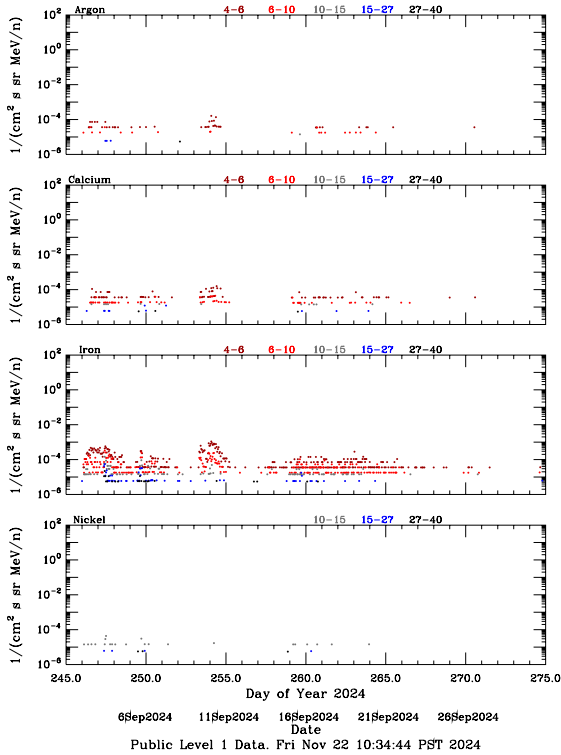 Argon 4-6 6-10 10-15 15-27 27-40
10² 10⁰ 10⁻² 10⁻⁴ 10⁻⁶
1/(cm² s sr MeV/n)
Calcium 4-6 6-10 10-15 15-27 27-40
10² 10⁰ 10⁻² 10⁻⁴ 10⁻⁶
1/(cm² s sr MeV/n)
Iron 4-6 6-10 10-15 15-27 27-40
10² 10⁰ 10⁻² 10⁻⁴ 10⁻⁶
1/(cm² s sr MeV/n)
Nickel 10-15 15-27 27-40
10² 10⁰ 10⁻² 10⁻⁴ 10⁻⁶
1/(cm² s sr MeV/n)
245.0 250.0 255.0 260.0 265.0 270.0 275.0
Day of Year 2024
6Sep2024 11Sep2024 16Sep2024 21Sep2024 26Sep2024
Date
Public Level 1 Data. Fri Nov 22 10:34:44 PST 2024